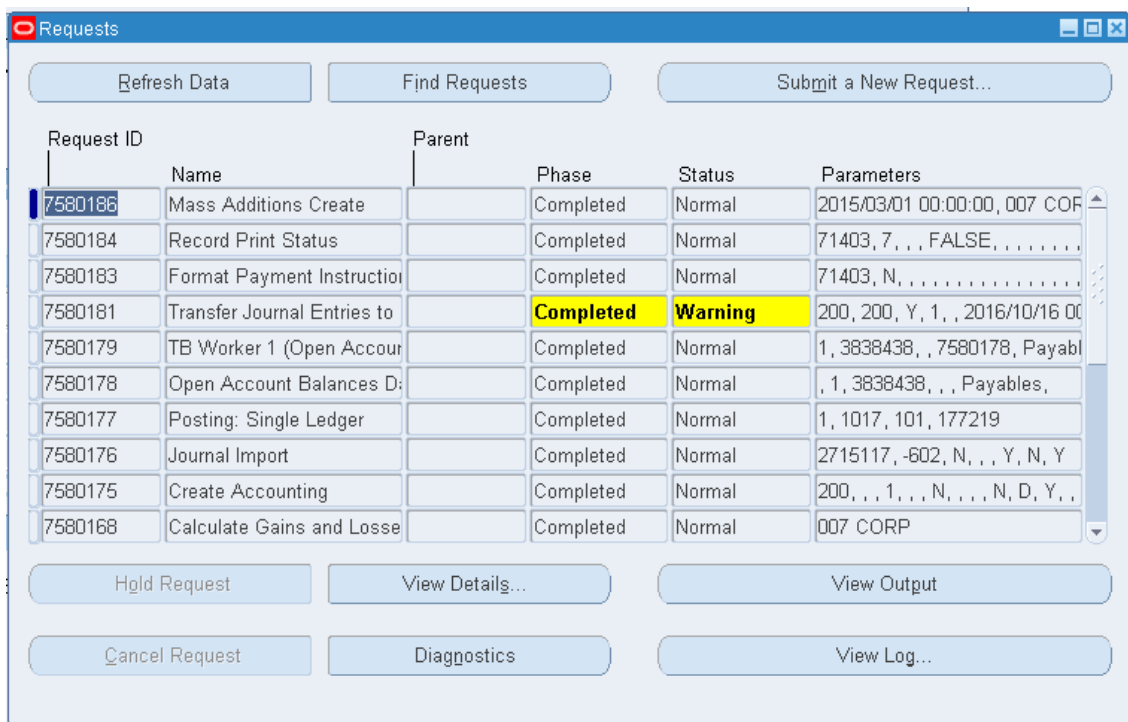 Requests
Refresh Data Find Requests Submit a New Request...
Request ID Parent
Name Phase Status Parameters
7580186 Mass Additions Create Completed Normal 2015/03/01 00:00:00, 007 COR
7580184 Record Print Status Completed Normal 71403, 7, , , FALSE, , , , , , , ,
7580183 Format Payment Instruction Completed Normal 71403, N, , , , , , , , , , , , , , , ,
7580181 Transfer Journal Entries to Completed Warning 200, 200, Y, 1, , 2016/10/16 00
7580179 TB Worker 1 (Open Accour Completed Normal 1, 3838438, , 7580178, Payabl
7580178 Open Account Balances Da Completed Normal , 1, 3838438, , , Payables,
7580177 Posting: Single Ledger Completed Normal 1, 1017, 101, 177219
7580176 Journal Import Completed Normal 2715117, -602, N, , , Y, N, Y
7580175 Create Accounting Completed Normal 200, , , 1, , , N, , , , N, D, Y, , ,
7580168 Calculate Gains and Losse Completed Normal 007 CORP
Hold Request View Details... View Output
Cancel Request Diagnostics View Log...